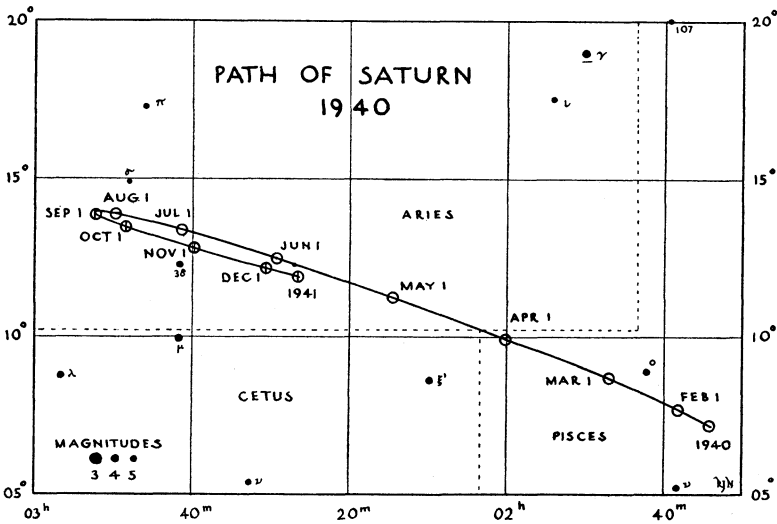 20°
20°
107
γ
PATH OF SATURN
1940
π
ι
15°
15°
σ
AUG 1
SEP 1
JUL 1
ARIES
OCT 1
NOV 1
JUN 1
38
DEC 1
1941
MAY 1
APR 1
10°
10°
μ
ο
λ
ξ¹
MAR 1
FEB 1
CETUS
1940
PISCES
MAGNITUDES
3 4 5
ν
ν
05°
05°
03ʰ
40ᵐ
20ᵐ
02ʰ
40ᵐ